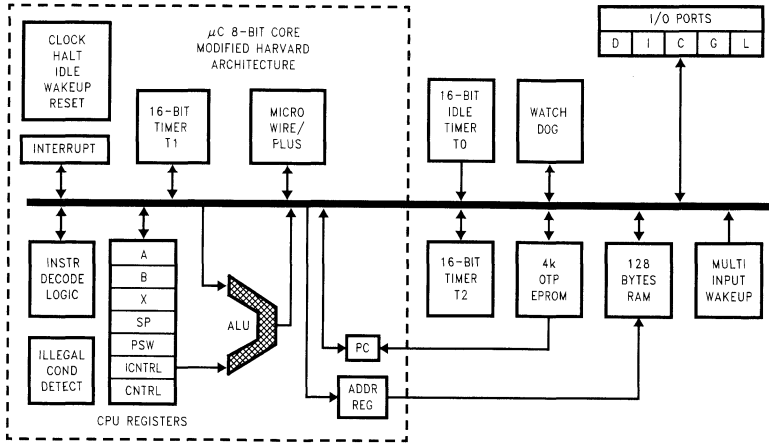 CLOCK
HALT
IDLE
WAKEUP
RESET
μC 8-BIT CORE
MODIFIED HARVARD
ARCHITECTURE
I/O PORTS
D I C G L
INTERRUPT
16-BIT
TIMER
T1
MICRO
WIRE/
PLUS
16-BIT
IDLE
TIMER
T0
WATCH
DOG
INSTR
DECODE
LOGIC
A
B
X
SP
PSW
ICNTRL
CNTRL
ALU
16-BIT
TIMER
T2
4k
OTP
EPROM
128
BYTES
RAM
MULTI
INPUT
WAKEUP
ILLEGAL
COND
DETECT
PC
ADDR
REG
CPU REGISTERS